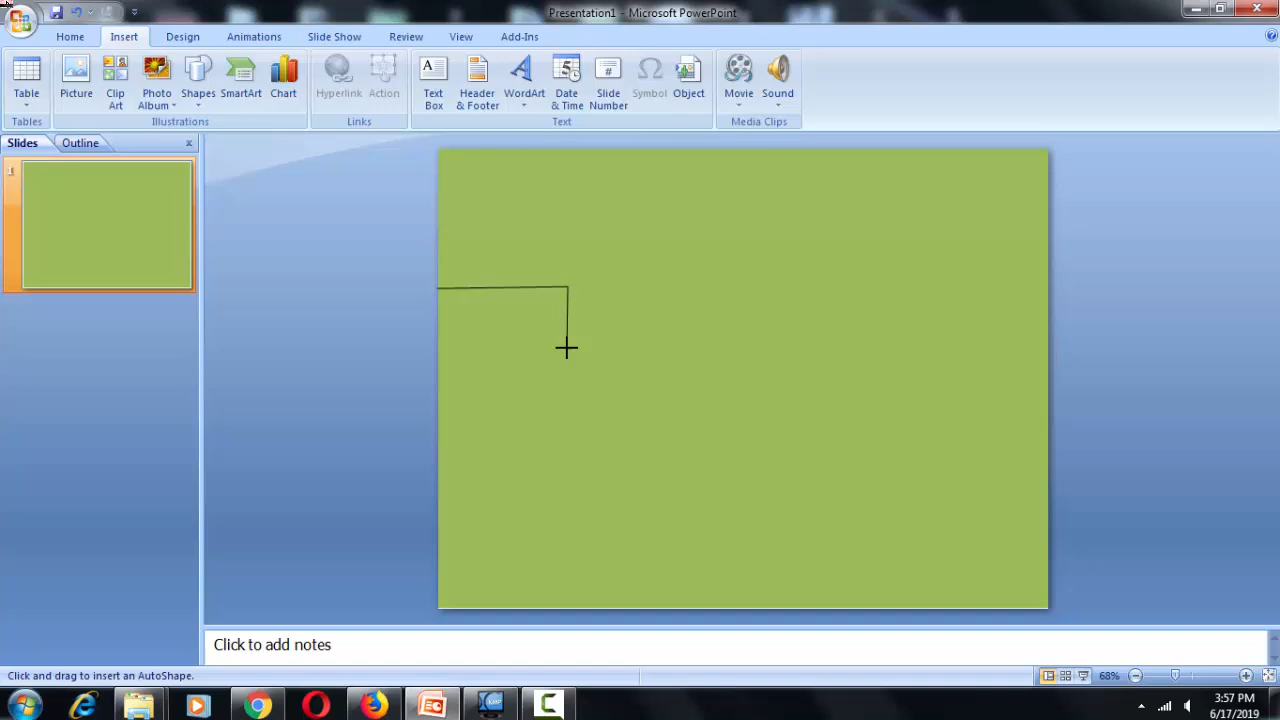 Presentation1 - Microsoft PowerPoint
Home Insert Design Animations Slide Show Review View Add-Ins
Table
Picture
Clip Art
Photo Album
Shapes
SmartArt
Chart
Hyperlink
Action
Text Box
Header & Footer
WordArt
Date & Time
Slide Number
Symbol
Object
Movie
Sound
Tables Illustrations Links Text Media Clips
Slides Outline
1
Click to add notes
Click and drag to insert an AutoShape.
68%
3:57 PM
6/17/2019